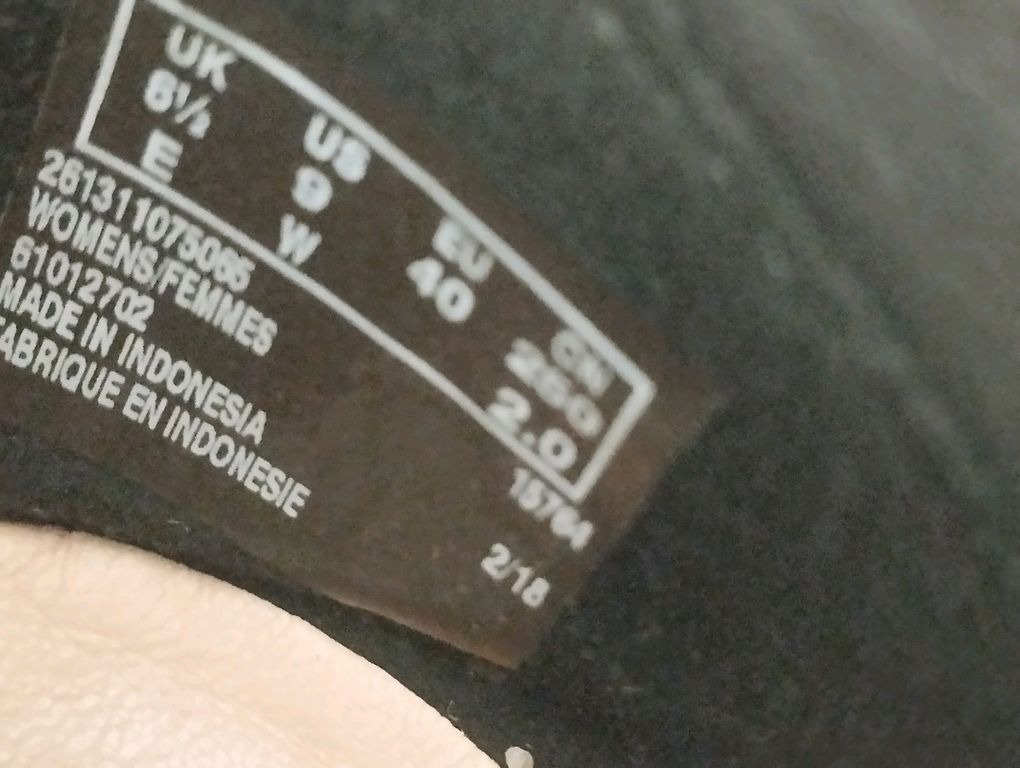 UK US EU CN
6½ 9 40 250
E W 2.0
261311075065 15764
WOMENS/FEMMES
61012702 2/18
MADE IN INDONESIA
FABRIQUE EN INDONESIE